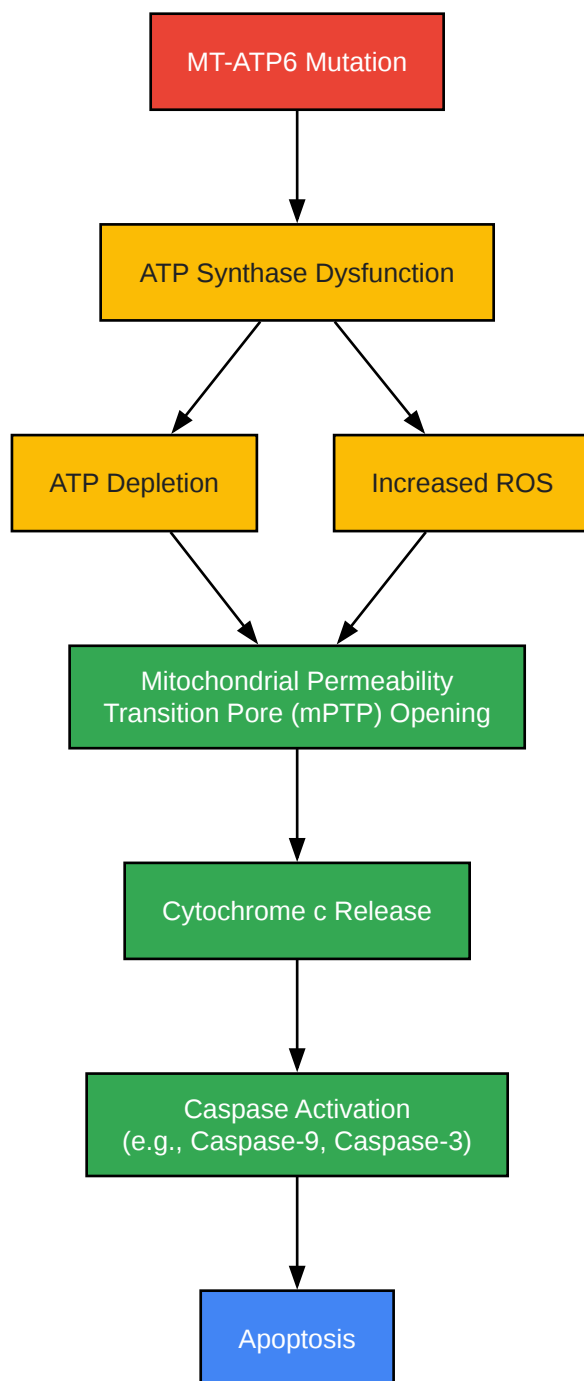 MT-ATP6 Mutation
ATP Synthase Dysfunction
ATP Depletion
Increased ROS
Mitochondrial Permeability
Transition Pore (mPTP) Opening
Cytochrome c Release
Caspase Activation
(e.g., Caspase-9, Caspase-3)
Apoptosis